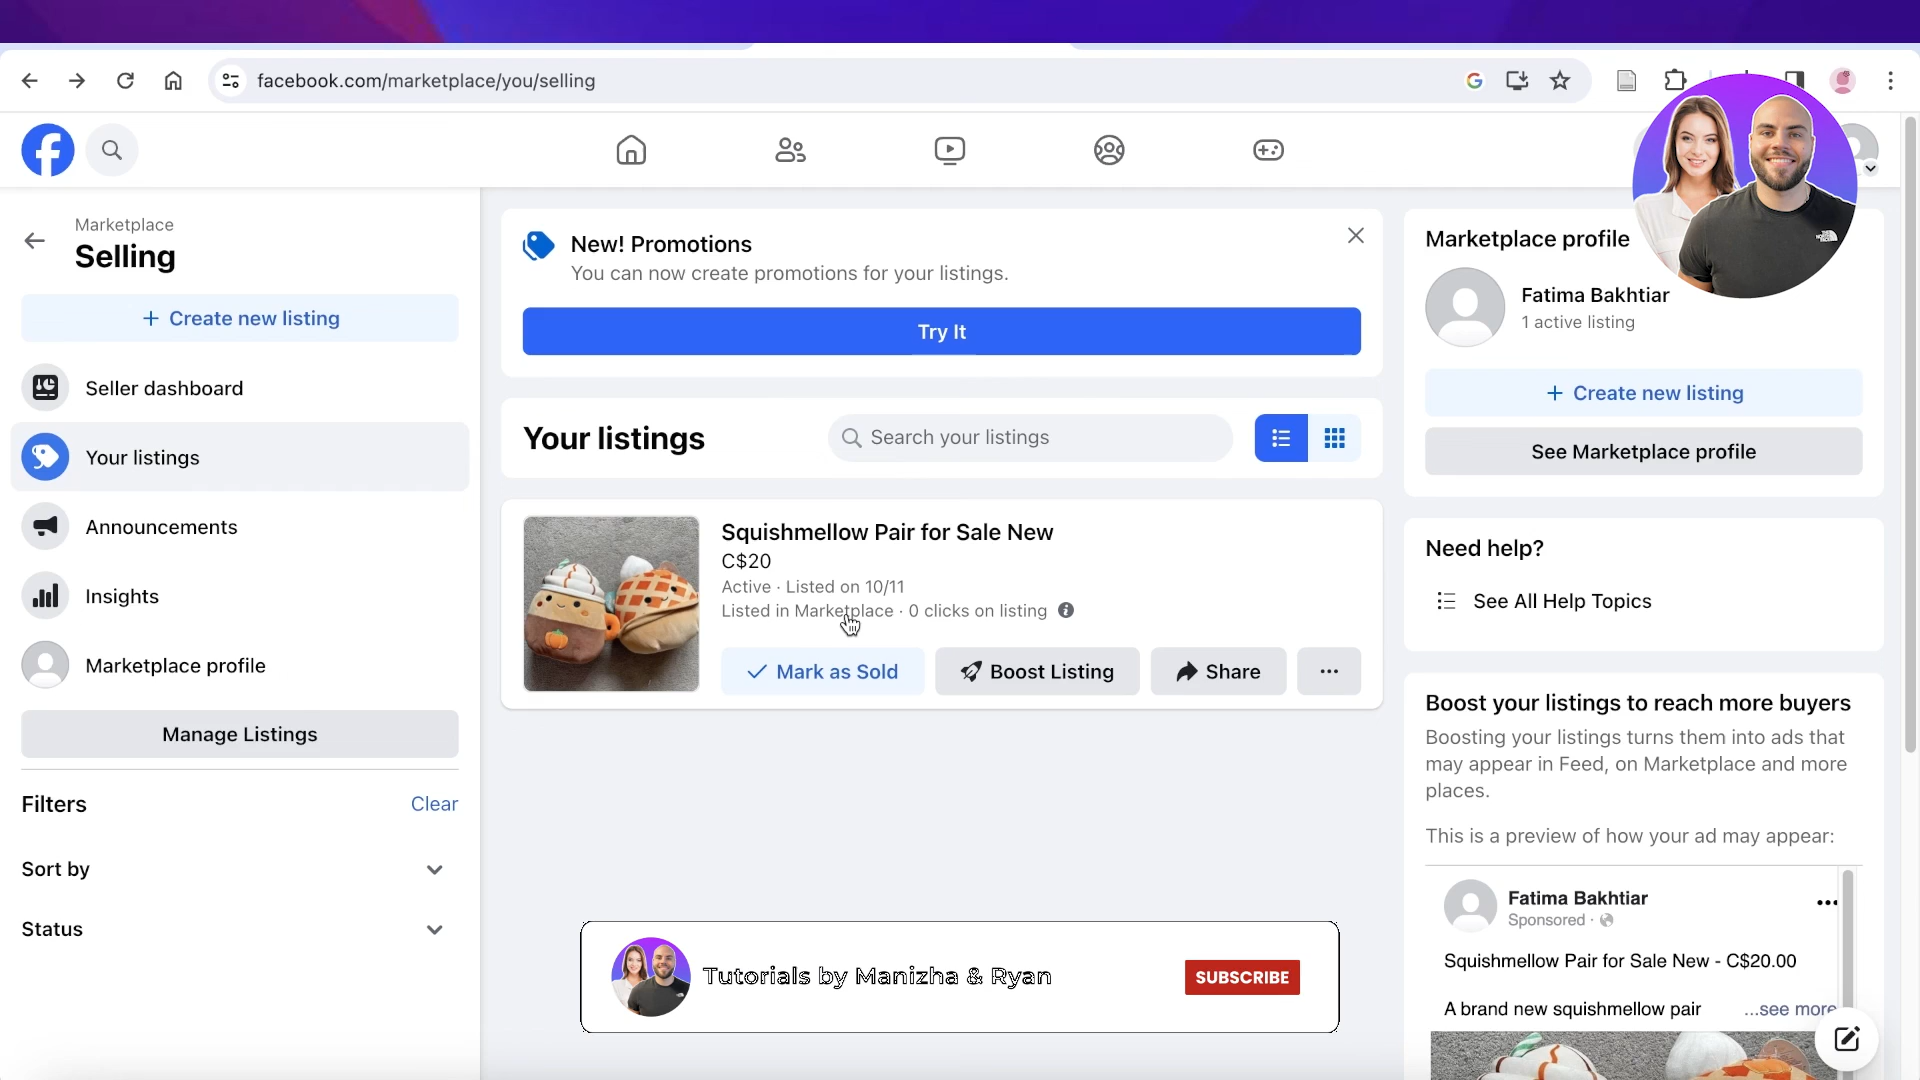 facebook.com/marketplace/you/selling
Marketplace
Selling
+ Create new listing
Seller dashboard
Your listings
Announcements
Insights
Marketplace profile
Manage Listings
Filters
Clear
Sort by
Status
New! Promotions
You can now create promotions for your listings.
Try It
Your listings
Search your listings
Squishmellow Pair for Sale New
C$20
Active · Listed on 10/11
Listed in Marketplace · 0 clicks on listing
Mark as Sold
Boost Listing
Share
Tutorials by Manizha & Ryan
SUBSCRIBE
Marketplace profile
Fatima Bakhtiar
1 active listing
+ Create new listing
See Marketplace profile
Need help?
See All Help Topics
Boost your listings to reach more buyers
Boosting your listings turns them into ads that
may appear in Feed, on Marketplace and more
places.
This is a preview of how your ad may appear:
Fatima Bakhtiar
Sponsored ·
Squishmellow Pair for Sale New - C$20.00
A brand new squishmellow pair ...see more